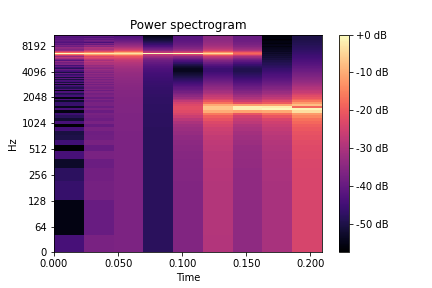 Power spectrogram
8192
4096
2048
1024
512
256
128
64
0
Hz
0.000 0.050 0.100 0.150 0.200
Time
+0 dB
-10 dB
-20 dB
-30 dB
-40 dB
-50 dB